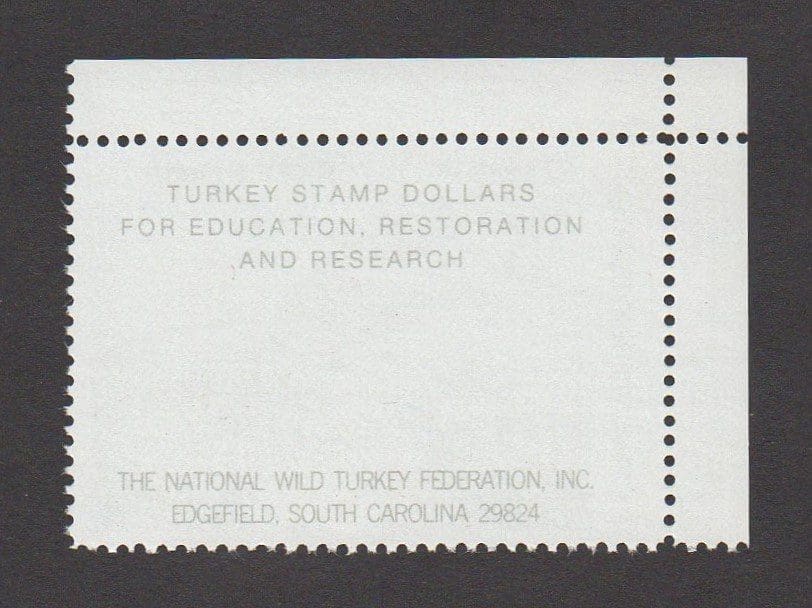 TURKEY STAMP DOLLARS
FOR EDUCATION, RESTORATION
AND RESEARCH
THE NATIONAL WILD TURKEY FEDERATION, INC.
EDGEFIELD, SOUTH CAROLINA 29824